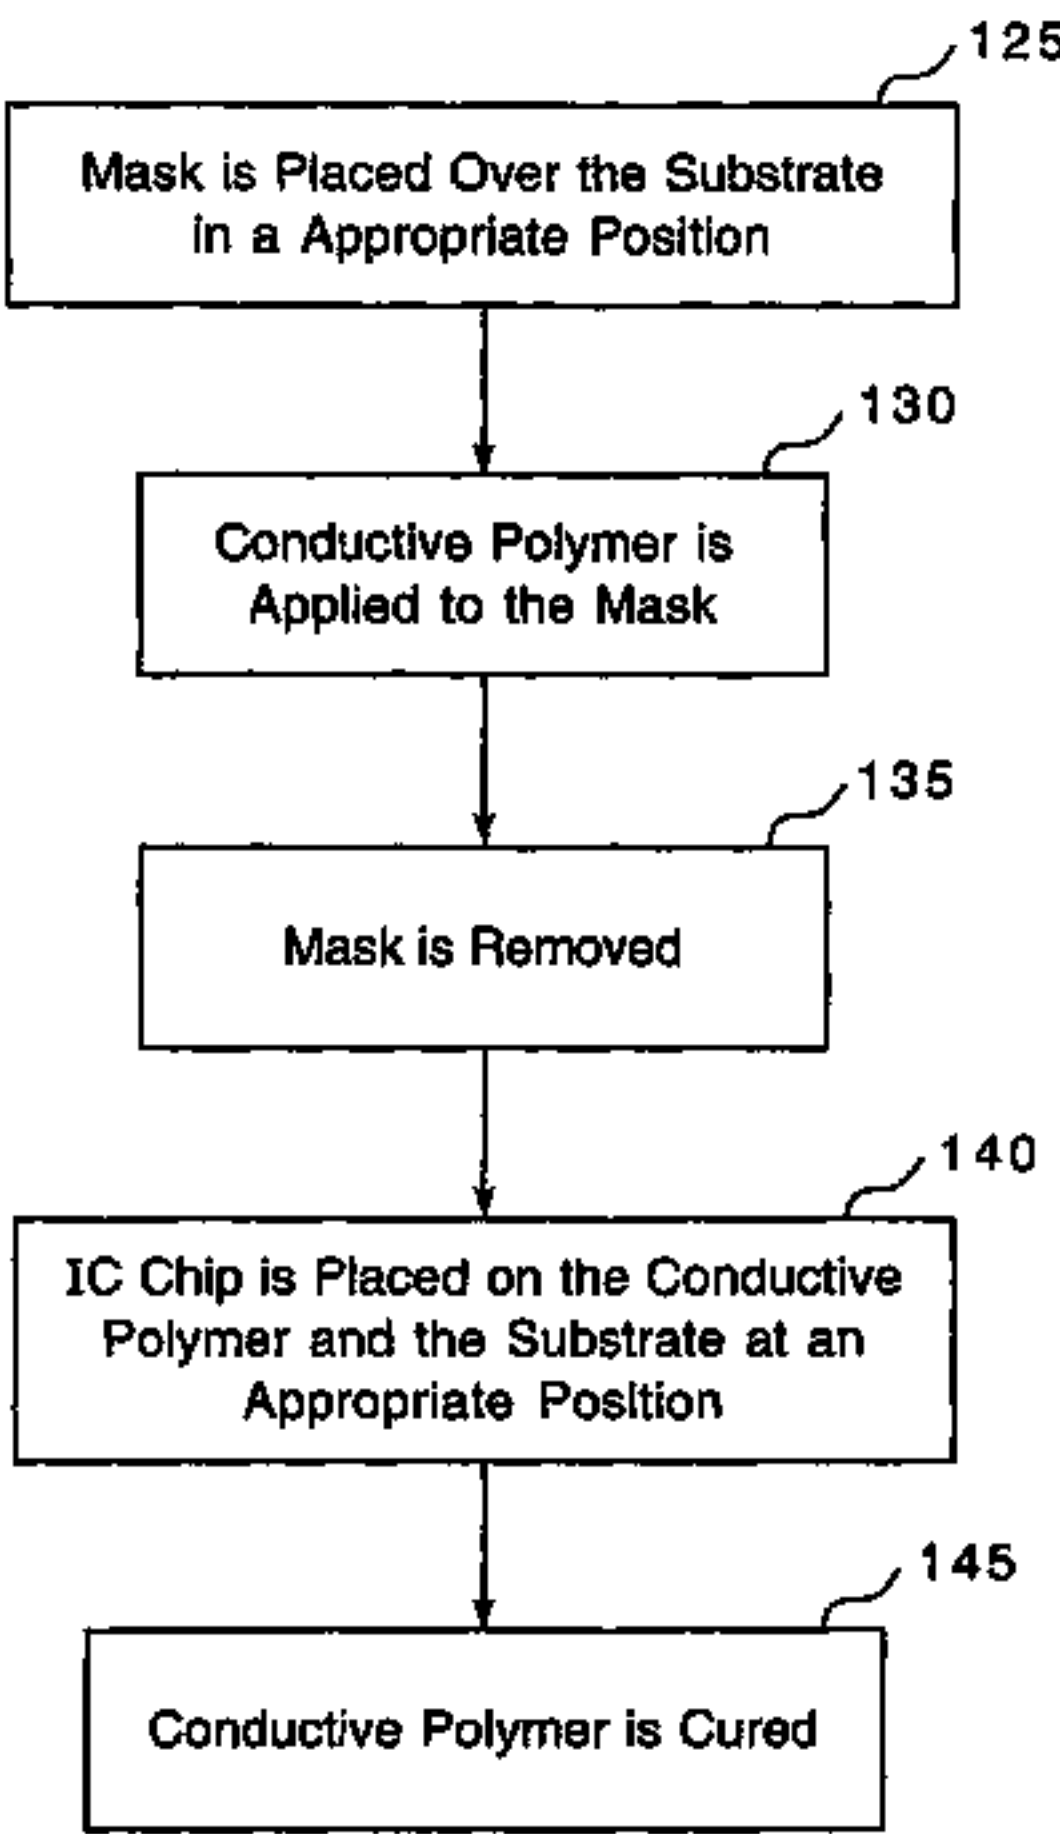 125
Mask is Placed Over the Substrate
in a Appropriate Position
130
Conductive Polymer is
Applied to the Mask
135
Mask is Removed
140
IC Chip is Placed on the Conductive
Polymer and the Substrate at an
Appropriate Position
145
Conductive Polymer is Cured